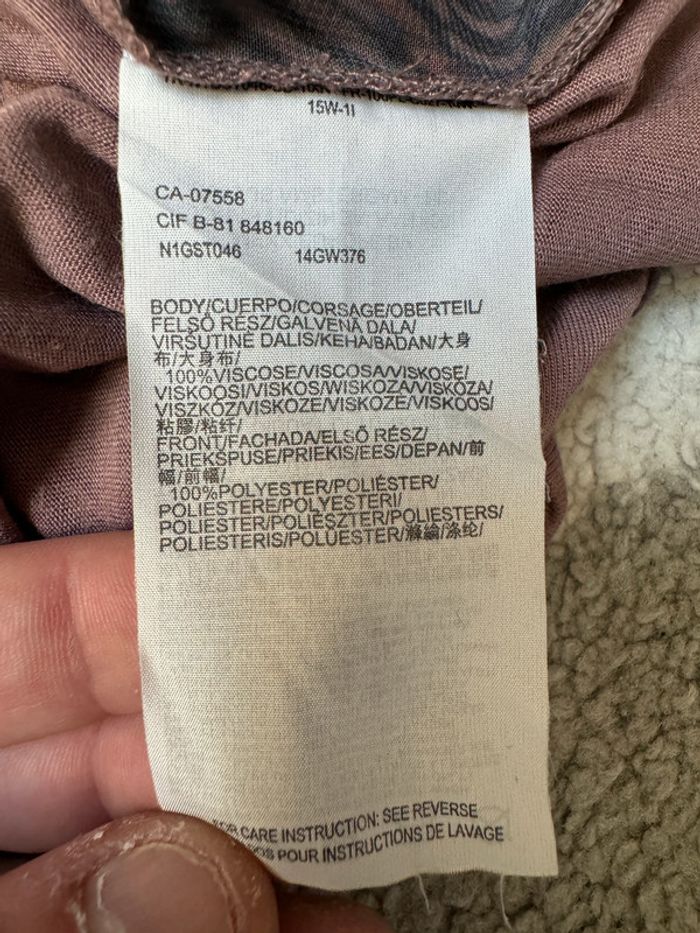 15W-1I
CA-07558
CIF B-81 848160
N1GST046 14GW376
BODY/CUERPO/CORSAGE/OBERTEIL/
FELSŐ RÉSZ/GALVENĀ DAĻA/
VIRŠUTINĖ DALIS/KEHA/BADAN/大身
布/大身布/
100%VISCOSE/VISCOSA/VISKOSE/
VISKOOSI/VISKOS/WISKOZA/VISKÓZA/
VISZKÓZ/VISKOZE/VISKOZE/VISKOOS/
粘膠/粘纤/
FRONT/FACHADA/ELSŐ RÉSZ/
PRIEKŠPUSE/PRIEKIS/EES/DEPAN/前
幅/前幅/
100%POLYESTER/POLIÉSTER/
POLIESTERE/POLYESTERI/
POLIESTER/POLIÉSZTER/POLIESTERS/
POLIESTERIS/POLÜESTER/滌綸/涤纶/
CARE INSTRUCTION: SEE REVERSE
POUR INSTRUCTIONS DE LAVAGE